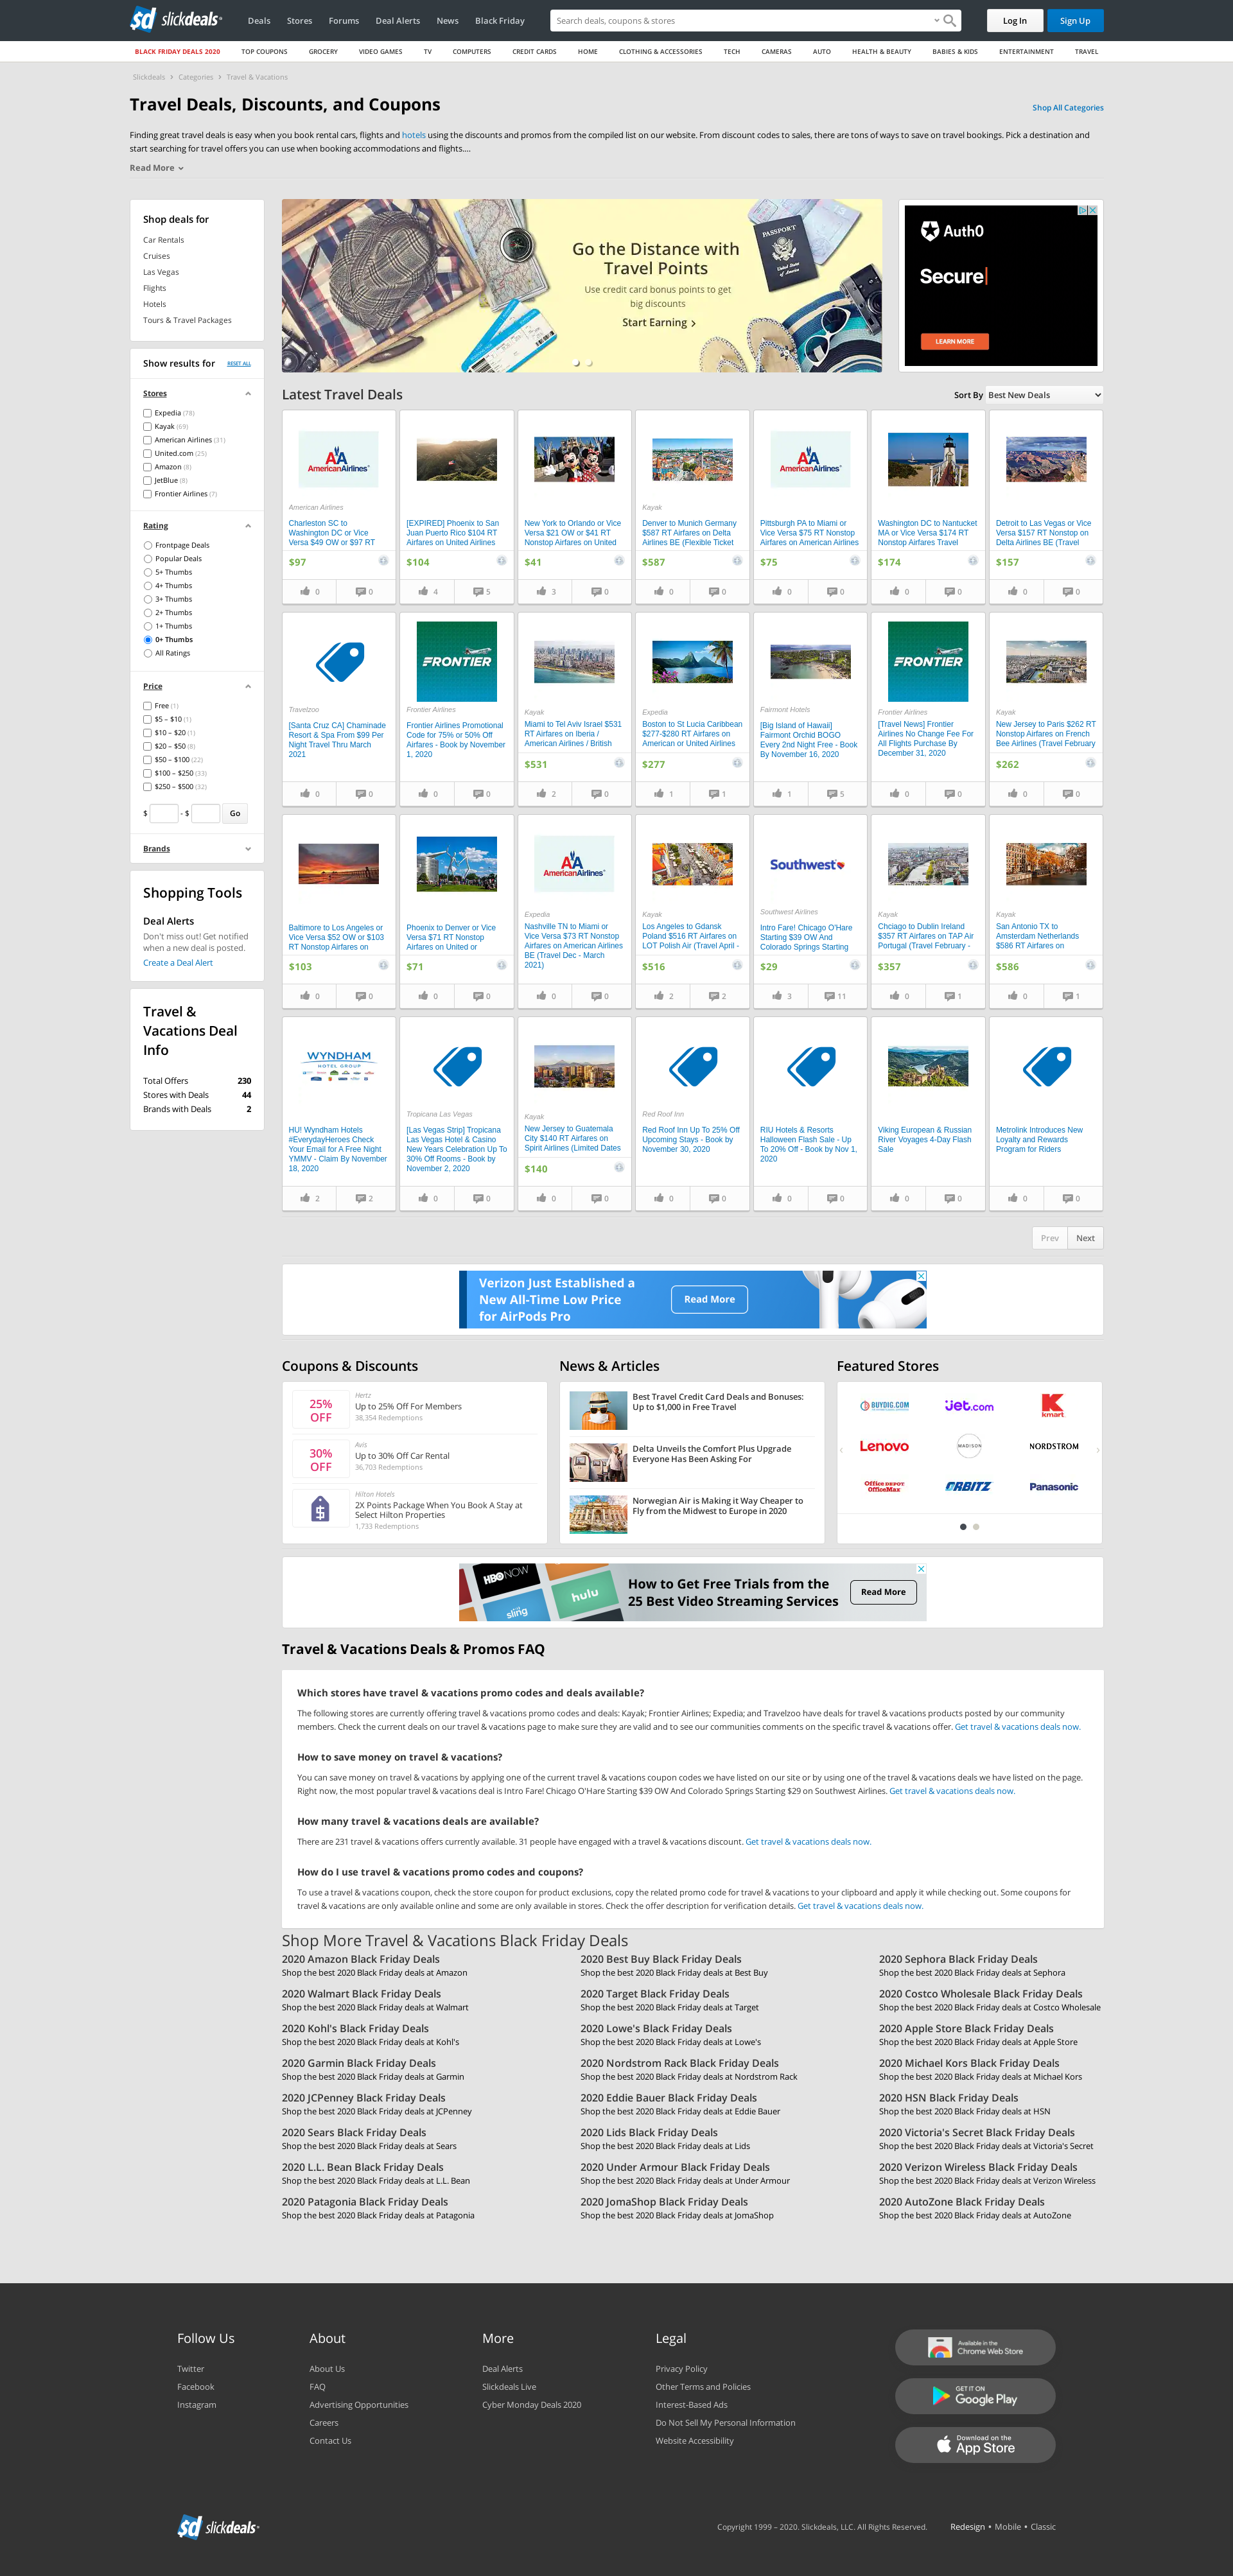 slickdeals
Deals
Stores
Forums
Deal Alerts
News
Black Friday
Search deals, coupons & stores
Log In
Sign Up
BLACK FRIDAY DEALS 2020
TOP COUPONS
GROCERY
VIDEO GAMES
TV
COMPUTERS
CREDIT CARDS
HOME
CLOTHING & ACCESSORIES
TECH
CAMERAS
AUTO
HEALTH & BEAUTY
BABIES & KIDS
ENTERTAINMENT
TRAVEL
Slickdeals › Categories › Travel & Vacations
Travel Deals, Discounts, and Coupons
Shop All Categories
Finding great travel deals is easy when you book rental cars, flights and hotels using the discounts and promos from the compiled list on our website. From discount codes to sales, there are tons of ways to save on travel bookings. Pick a destination and
start searching for travel offers you can use when booking accommodations and flights....
Read More
Shop deals for
Car Rentals
Cruises
Las Vegas
Flights
Hotels
Tours & Travel Packages
Show results for
RESET ALL
Stores
Expedia (78)
Kayak (69)
American Airlines (31)
United.com (25)
Amazon (8)
JetBlue (8)
Frontier Airlines (7)
Rating
Frontpage Deals
Popular Deals
5+ Thumbs
4+ Thumbs
3+ Thumbs
2+ Thumbs
1+ Thumbs
0+ Thumbs
All Ratings
Price
Free (1)
$5 – $10 (1)
$10 – $20 (1)
$20 – $50 (8)
$50 – $100 (22)
$100 – $250 (33)
$250 – $500 (32)
$ - $ Go
Brands
Shopping Tools
Deal Alerts
Don't miss out! Get notified
when a new deal is posted.
Create a Deal Alert
Travel &
Vacations Deal
Info
Total Offers 230
Stores with Deals 44
Brands with Deals 2
PASSPORT
Go the Distance with
Travel Points
Use credit card bonus points to get
big discounts
Start Earning
Auth0
Secure
LEARN MORE
Latest Travel Deals
Sort By Best New Deals
AmericanAirlines
American Airlines
Charleston SC to
Washington DC or Vice
Versa $49 OW or $97 RT
$97
0 0
[EXPIRED] Phoenix to San
Juan Puerto Rico $104 RT
Airfares on United Airlines
$104
4 5
New York to Orlando or Vice
Versa $21 OW or $41 RT
Nonstop Airfares on United
$41
3 0
Kayak
Denver to Munich Germany
$587 RT Airfares on Delta
Airlines BE (Flexible Ticket
$587
0 0
AmericanAirlines
Pittsburgh PA to Miami or
Vice Versa $75 RT Nonstop
Airfares on American Airlines
$75
0 0
Washington DC to Nantucket
MA or Vice Versa $174 RT
Nonstop Airfares Travel
$174
0 0
Detroit to Las Vegas or Vice
Versa $157 RT Nonstop on
Delta Airlines BE (Travel
$157
0 0
Travelzoo
[Santa Cruz CA] Chaminade
Resort & Spa From $99 Per
Night Travel Thru March
2021
0 0
FRONTIER
Frontier Airlines
Frontier Airlines Promotional
Code for 75% or 50% Off
Airfares - Book by November
1, 2020
0 0
Kayak
Miami to Tel Aviv Israel $531
RT Airfares on Iberia /
American Airlines / British
$531
2 0
Expedia
Boston to St Lucia Caribbean
$277-$280 RT Airfares on
American or United Airlines
$277
1 1
Fairmont Hotels
[Big Island of Hawaii]
Fairmont Orchid BOGO
Every 2nd Night Free - Book
By November 16, 2020
1 5
FRONTIER
Frontier Airlines
[Travel News] Frontier
Airlines No Change Fee For
All Flights Purchase By
December 31, 2020
0 0
Kayak
New Jersey to Paris $262 RT
Nonstop Airfares on French
Bee Airlines (Travel February
$262
0 0
Baltimore to Los Angeles or
Vice Versa $52 OW or $103
RT Nonstop Airfares on
$103
0 0
Phoenix to Denver or Vice
Versa $71 RT Nonstop
Airfares on United or
$71
0 0
AmericanAirlines
Expedia
Nashville TN to Miami or
Vice Versa $73 RT Nonstop
Airfares on American Airlines
BE (Travel Dec - March
2021)
0 0
Kayak
Los Angeles to Gdansk
Poland $516 RT Airfares on
LOT Polish Air (Travel April -
$516
2 2
Southwest
Southwest Airlines
Intro Fare! Chicago O'Hare
Starting $39 OW And
Colorado Springs Starting
$29
3 11
Kayak
Chciago to Dublin Ireland
$357 RT Airfares on TAP Air
Portugal (Travel February -
$357
0 1
Kayak
San Antonio TX to
Amsterdam Netherlands
$586 RT Airfares on
$586
0 1
WYNDHAM
HOTEL GROUP
HU! Wyndham Hotels
#EverydayHeroes Check
Your Email for A Free Night
YMMV - Claim By November
18, 2020
2 2
Tropicana Las Vegas
[Las Vegas Strip] Tropicana
Las Vegas Hotel & Casino
New Years Celebration Up To
30% Off Rooms - Book by
November 2, 2020
0 0
Kayak
New Jersey to Guatemala
City $140 RT Airfares on
Spirit Airlines (Limited Dates
$140
0 0
Red Roof Inn
Red Roof Inn Up To 25% Off
Upcoming Stays - Book by
November 30, 2020
0 0
RIU Hotels & Resorts
Halloween Flash Sale - Up
To 20% Off - Book by Nov 1,
2020
0 0
Viking European & Russian
River Voyages 4-Day Flash
Sale
0 0
Metrolink Introduces New
Loyalty and Rewards
Program for Riders
0 0
Prev Next
Verizon Just Established a
New All-Time Low Price
for AirPods Pro
Read More
Coupons & Discounts
25%
OFF
Hertz
Up to 25% Off For Members
38,354 Redemptions
30%
OFF
Avis
Up to 30% Off Car Rental
36,703 Redemptions
Hilton Hotels
2X Points Package When You Book A Stay at
Select Hilton Properties
1,733 Redemptions
News & Articles
Best Travel Credit Card Deals and Bonuses:
Up to $1,000 in Free Travel
Delta Unveils the Comfort Plus Upgrade
Everyone Has Been Asking For
Norwegian Air is Making it Way Cheaper to
Fly from the Midwest to Europe in 2020
Featured Stores
BUYDIG.COM
jet.com
kmart
Lenovo
MADISON
NORDSTROM
Office DEPOT
OfficeMax
ORBITZ
Panasonic
HBO NOW
hulu
sling
How to Get Free Trials from the
25 Best Video Streaming Services
Read More
Travel & Vacations Deals & Promos FAQ
Which stores have travel & vacations promo codes and deals available?
The following stores are currently offering travel & vacations promo codes and deals: Kayak; Frontier Airlines; Expedia; and Travelzoo have deals for travel & vacations products posted by our community
members. Check the current deals on our travel & vacations page to make sure they are valid and to see our communities comments on the specific travel & vacations offer. Get travel & vacations deals now.
How to save money on travel & vacations?
You can save money on travel & vacations by applying one of the current travel & vacations coupon codes we have listed on our site or by using one of the travel & vacations deals we have listed on the page.
Right now, the most popular travel & vacations deal is Intro Fare! Chicago O'Hare Starting $39 OW And Colorado Springs Starting $29 on Southwest Airlines. Get travel & vacations deals now.
How many travel & vacations deals are available?
There are 231 travel & vacations offers currently available. 31 people have engaged with a travel & vacations discount. Get travel & vacations deals now.
How do I use travel & vacations promo codes and coupons?
To use a travel & vacations coupon, check the store coupon for product exclusions, copy the related promo code for travel & vacations to your clipboard and apply it while checking out. Some coupons for
travel & vacations are only available online and some are only available in stores. Check the offer description for verification details. Get travel & vacations deals now.
Shop More Travel & Vacations Black Friday Deals
2020 Amazon Black Friday Deals
Shop the best 2020 Black Friday deals at Amazon
2020 Best Buy Black Friday Deals
Shop the best 2020 Black Friday deals at Best Buy
2020 Sephora Black Friday Deals
Shop the best 2020 Black Friday deals at Sephora
2020 Walmart Black Friday Deals
Shop the best 2020 Black Friday deals at Walmart
2020 Target Black Friday Deals
Shop the best 2020 Black Friday deals at Target
2020 Costco Wholesale Black Friday Deals
Shop the best 2020 Black Friday deals at Costco Wholesale
2020 Kohl's Black Friday Deals
Shop the best 2020 Black Friday deals at Kohl's
2020 Lowe's Black Friday Deals
Shop the best 2020 Black Friday deals at Lowe's
2020 Apple Store Black Friday Deals
Shop the best 2020 Black Friday deals at Apple Store
2020 Garmin Black Friday Deals
Shop the best 2020 Black Friday deals at Garmin
2020 Nordstrom Rack Black Friday Deals
Shop the best 2020 Black Friday deals at Nordstrom Rack
2020 Michael Kors Black Friday Deals
Shop the best 2020 Black Friday deals at Michael Kors
2020 JCPenney Black Friday Deals
Shop the best 2020 Black Friday deals at JCPenney
2020 Eddie Bauer Black Friday Deals
Shop the best 2020 Black Friday deals at Eddie Bauer
2020 HSN Black Friday Deals
Shop the best 2020 Black Friday deals at HSN
2020 Sears Black Friday Deals
Shop the best 2020 Black Friday deals at Sears
2020 Lids Black Friday Deals
Shop the best 2020 Black Friday deals at Lids
2020 Victoria's Secret Black Friday Deals
Shop the best 2020 Black Friday deals at Victoria's Secret
2020 L.L. Bean Black Friday Deals
Shop the best 2020 Black Friday deals at L.L. Bean
2020 Under Armour Black Friday Deals
Shop the best 2020 Black Friday deals at Under Armour
2020 Verizon Wireless Black Friday Deals
Shop the best 2020 Black Friday deals at Verizon Wireless
2020 Patagonia Black Friday Deals
Shop the best 2020 Black Friday deals at Patagonia
2020 JomaShop Black Friday Deals
Shop the best 2020 Black Friday deals at JomaShop
2020 AutoZone Black Friday Deals
Shop the best 2020 Black Friday deals at AutoZone
Follow Us
Twitter
Facebook
Instagram
About
About Us
FAQ
Advertising Opportunities
Careers
Contact Us
More
Deal Alerts
Slickdeals Live
Cyber Monday Deals 2020
Legal
Privacy Policy
Other Terms and Policies
Interest-Based Ads
Do Not Sell My Personal Information
Website Accessibility
Available in the
Chrome Web Store
GET IT ON
Google Play
Download on the
App Store
slickdeals
Copyright 1999 – 2020. Slickdeals, LLC. All Rights Reserved.
Redesign • Mobile • Classic